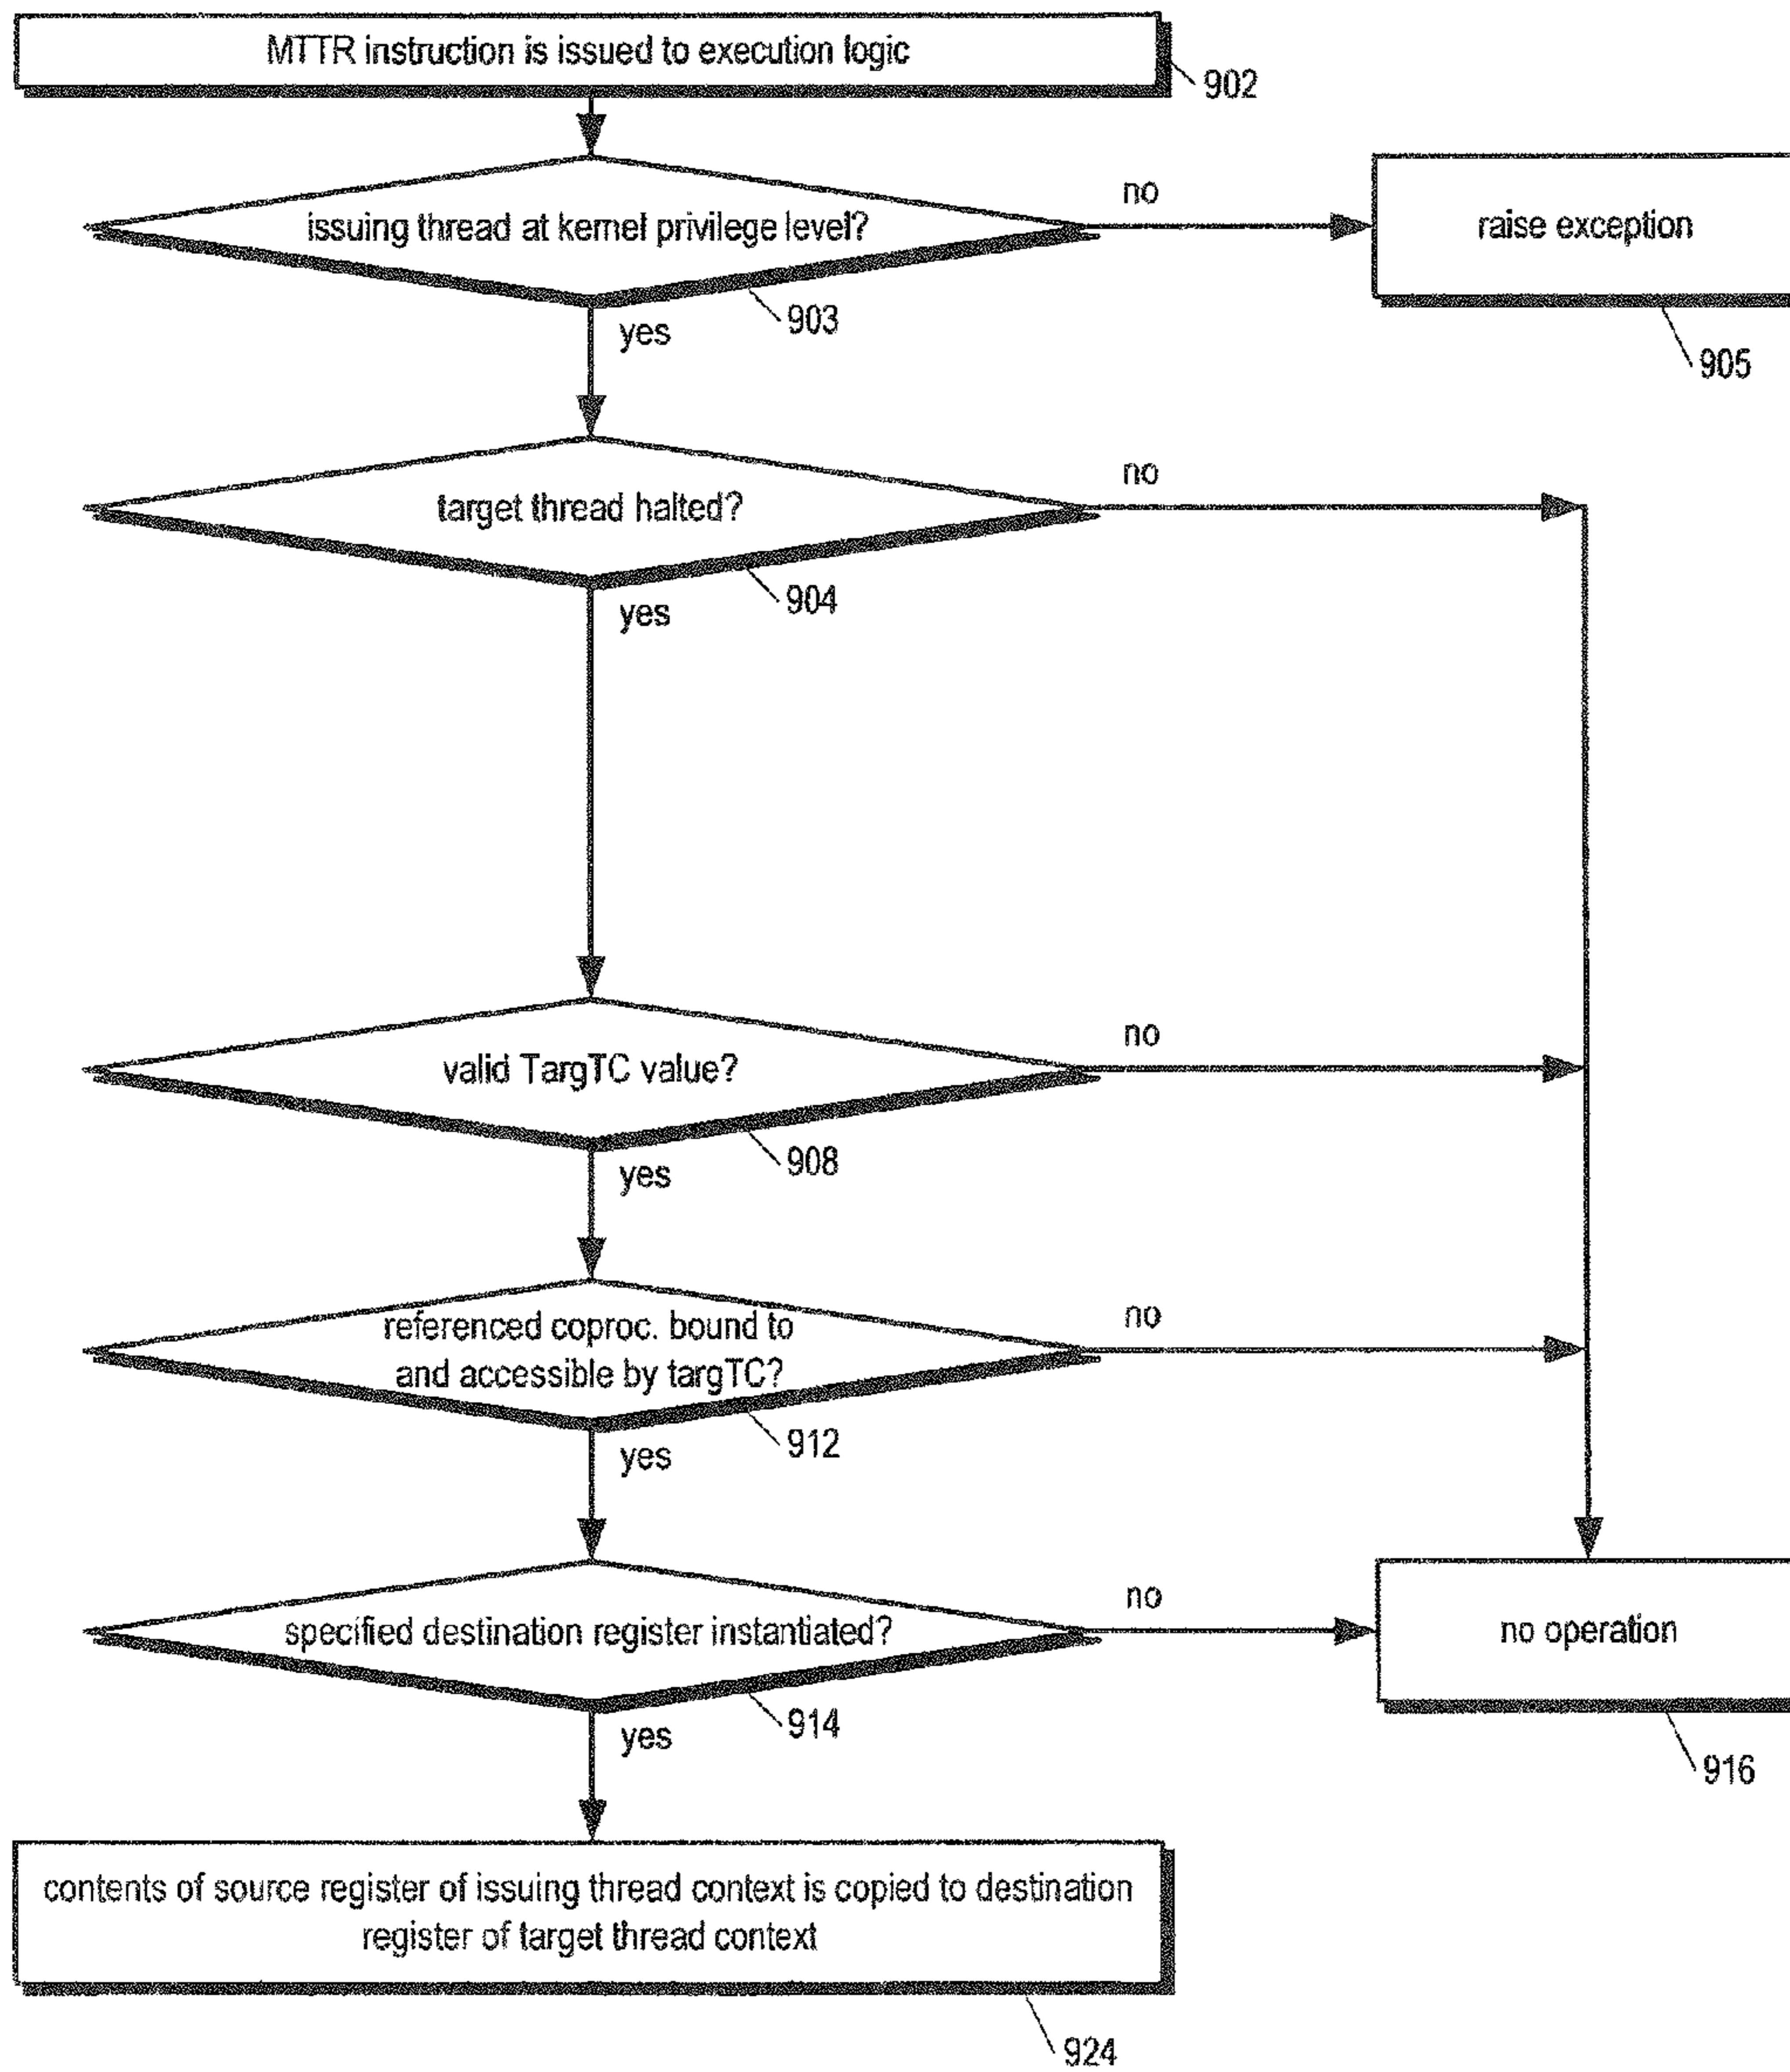 MTTR instruction is issued to execution logic
902
issuing thread at kernel privilege level?
no
raise exception
903
yes
905
target thread halted?
no
904
yes
valid TargTC value?
no
908
yes
referenced coproc. bound to
and accessible by targTC?
no
912
yes
specified destination register instantiated?
no
no operation
914
yes
916
contents of source register of issuing thread context is copied to destination
register of target thread context
924